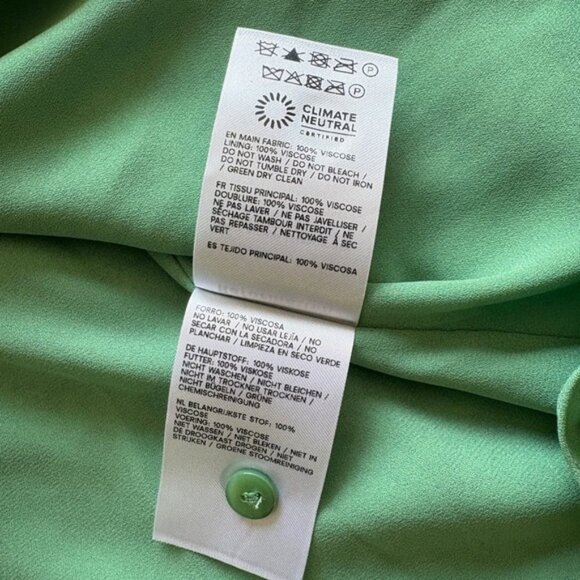 P
P
CLIMATE
NEUTRAL
CERTIFIED
EN MAIN FABRIC: 100% VISCOSE
LINING: 100% VISCOSE
DO NOT WASH / DO NOT BLEACH /
DO NOT TUMBLE DRY / DO NOT IRON
/ GREEN DRY CLEAN
FR TISSU PRINCIPAL: 100% VISCOSE
DOUBLURE: 100% VISCOSE
NE PAS LAVER / NE PAS JAVELLISER /
SÉCHAGE TAMBOUR INTERDIT / NE
PAS REPASSER / NETTOYAGE À SEC
VERT
ES TEJIDO PRINCIPAL: 100% VISCOSA
FORRO: 100% VISCOSA
NO LAVAR / NO USAR LEJÍA / NO
SECAR CON LA SECADORA / NO
PLANCHAR / LIMPIEZA EN SECO VERDE
DE HAUPTSTOFF: 100% VISKOSE
FUTTER: 100% VISKOSE
NICHT WASCHEN / NICHT BLEICHEN /
NICHT IM TROCKNER TROCKNEN /
NICHT BÜGELN / GRÜNE
CHEMISCHREINIGUNG
NL BELANGRIJKSTE STOF: 100%
VISCOSE
VOERING: 100% VISCOSE
NIET WASSEN / NIET BLEKEN / NIET IN
DE DROOGKAST DROGEN / NIET
STRIJKEN / GROENE STOOMREINIGING